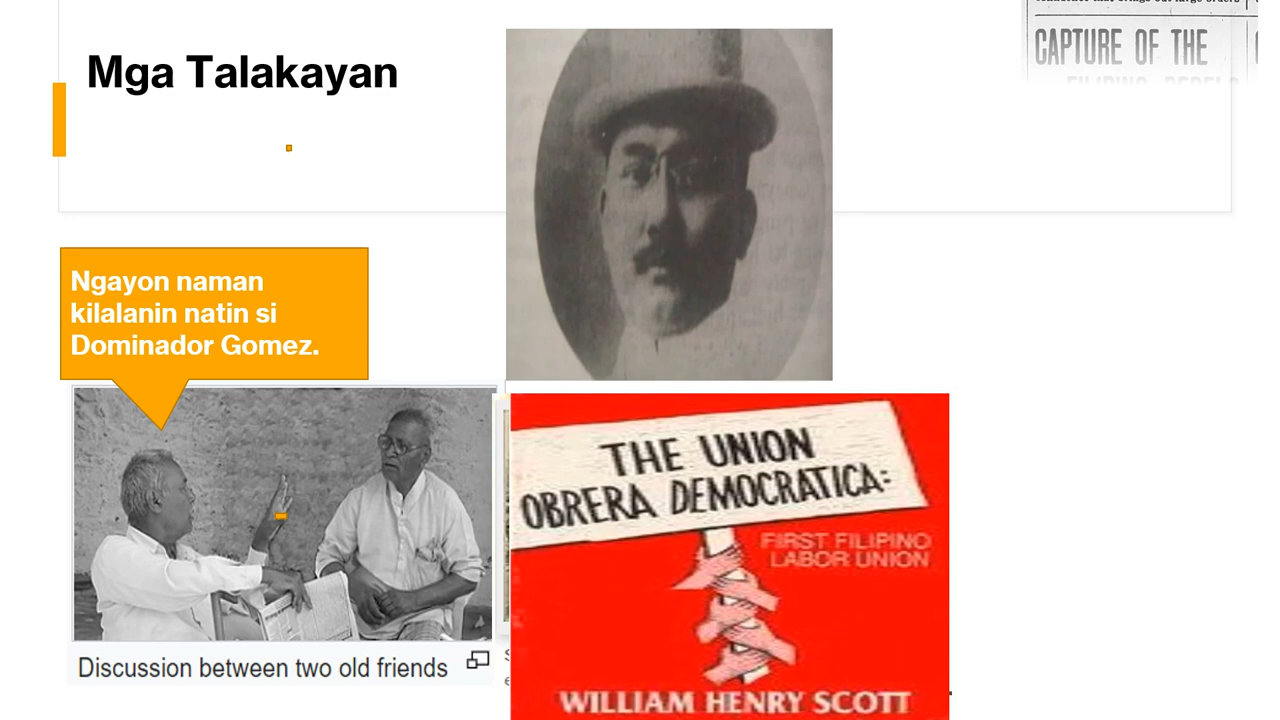 CAPTURE OF THE
Mga Talakayan
Ngayon naman
kilalanin natin si
Dominador Gomez.
THE UNION
OBRERA DEMOCRATICA:
FIRST FILIPINO
LABOR UNION
Discussion between two old friends
WILLIAM HENRY SCOTT